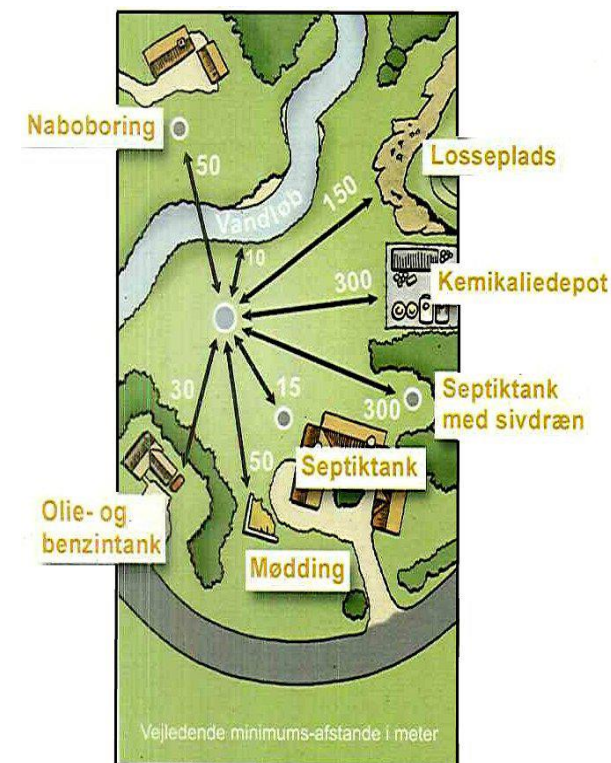 Naboboring
50
Losseplads
150
Vandløb
10
300
Kemikaliedepot
30
15
300
Septiktank
med sivdræn
50
Septiktank
Olie- og
benzintank
Mødding
Vejledende minimums-afstande i meter